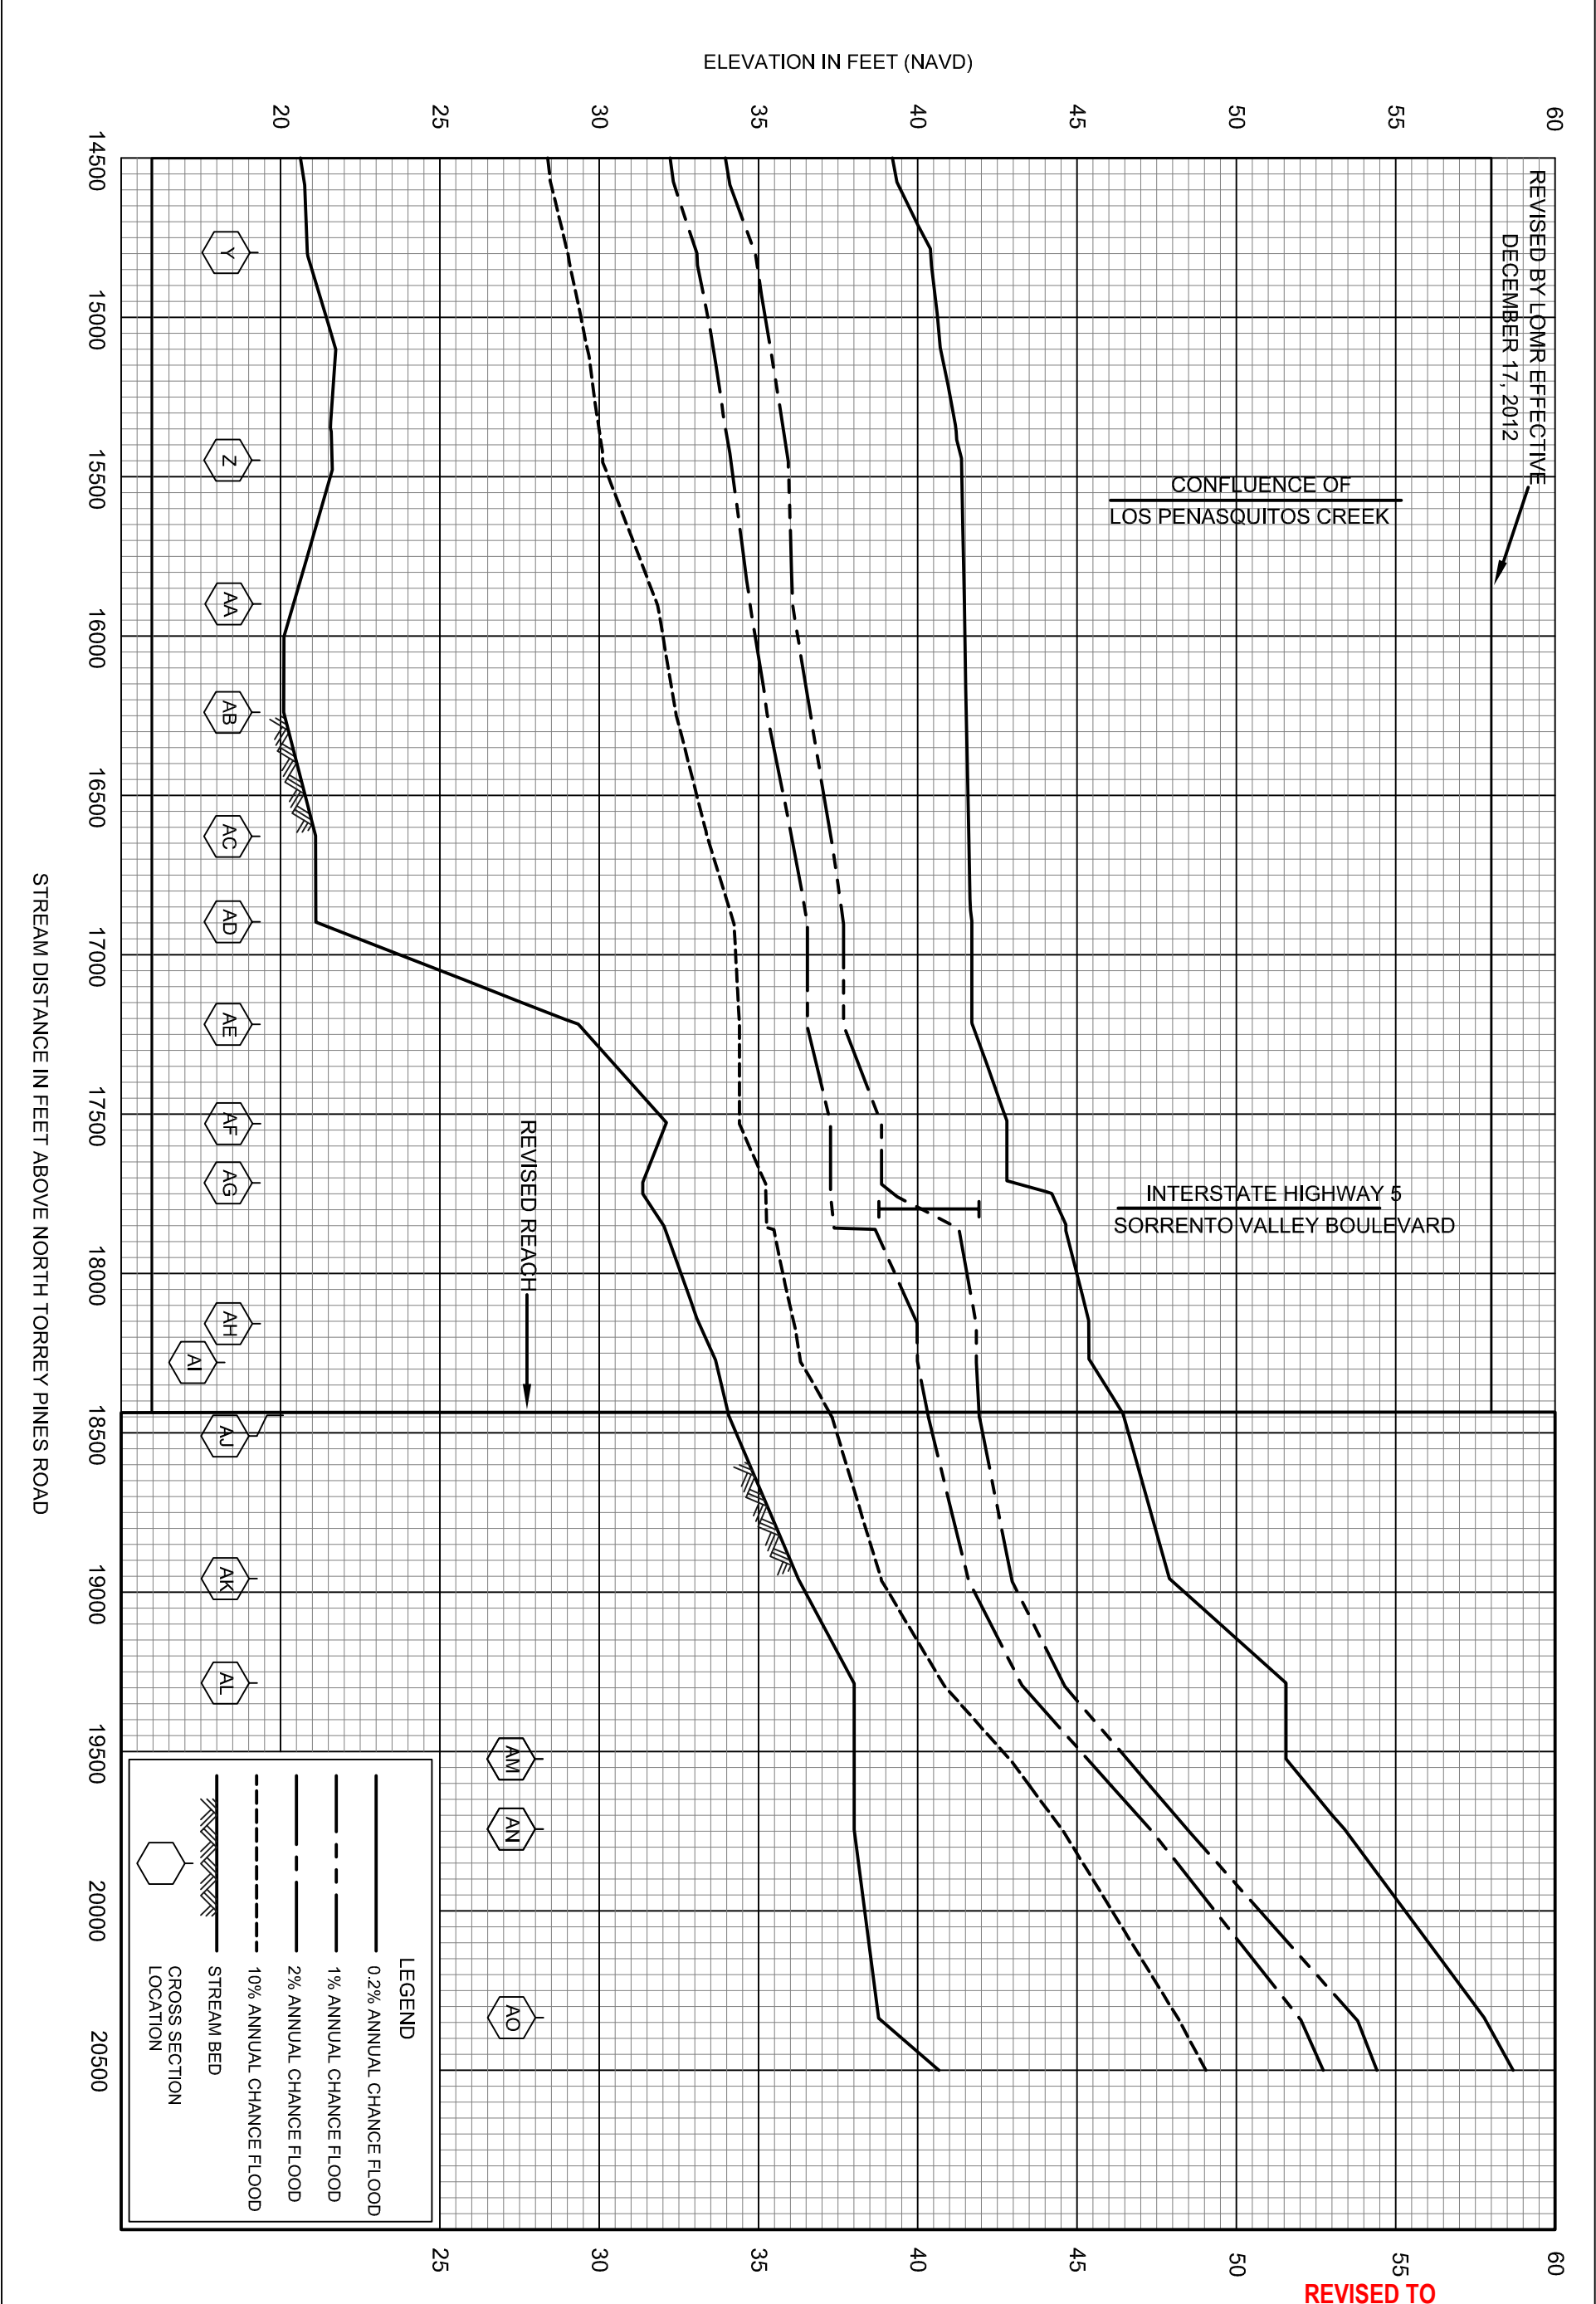 ELEVATION IN FEET (NAVD)
60
55
50
45
40
35
30
25
20
REVISED BY LOMR EFFECTIVE
DECEMBER 17, 2012
CONFLUENCE OF
LOS PENASQUITOS CREEK
INTERSTATE HIGHWAY 5
SORRENTO VALLEY BOULEVARD
REVISED REACH
Y
Z
AA
AB
AC
AD
AE
AF
AG
AH
AI
AJ
AK
AL
AM
AN
AO
14500
15000
15500
16000
16500
17000
17500
18000
18500
19000
19500
20000
20500
STREAM DISTANCE IN FEET ABOVE NORTH TORREY PINES ROAD
LEGEND
0.2% ANNUAL CHANCE FLOOD
1% ANNUAL CHANCE FLOOD
2% ANNUAL CHANCE FLOOD
10% ANNUAL CHANCE FLOOD
STREAM BED
CROSS SECTION
LOCATION
60
55
50
45
40
35
30
25
REVISED TO